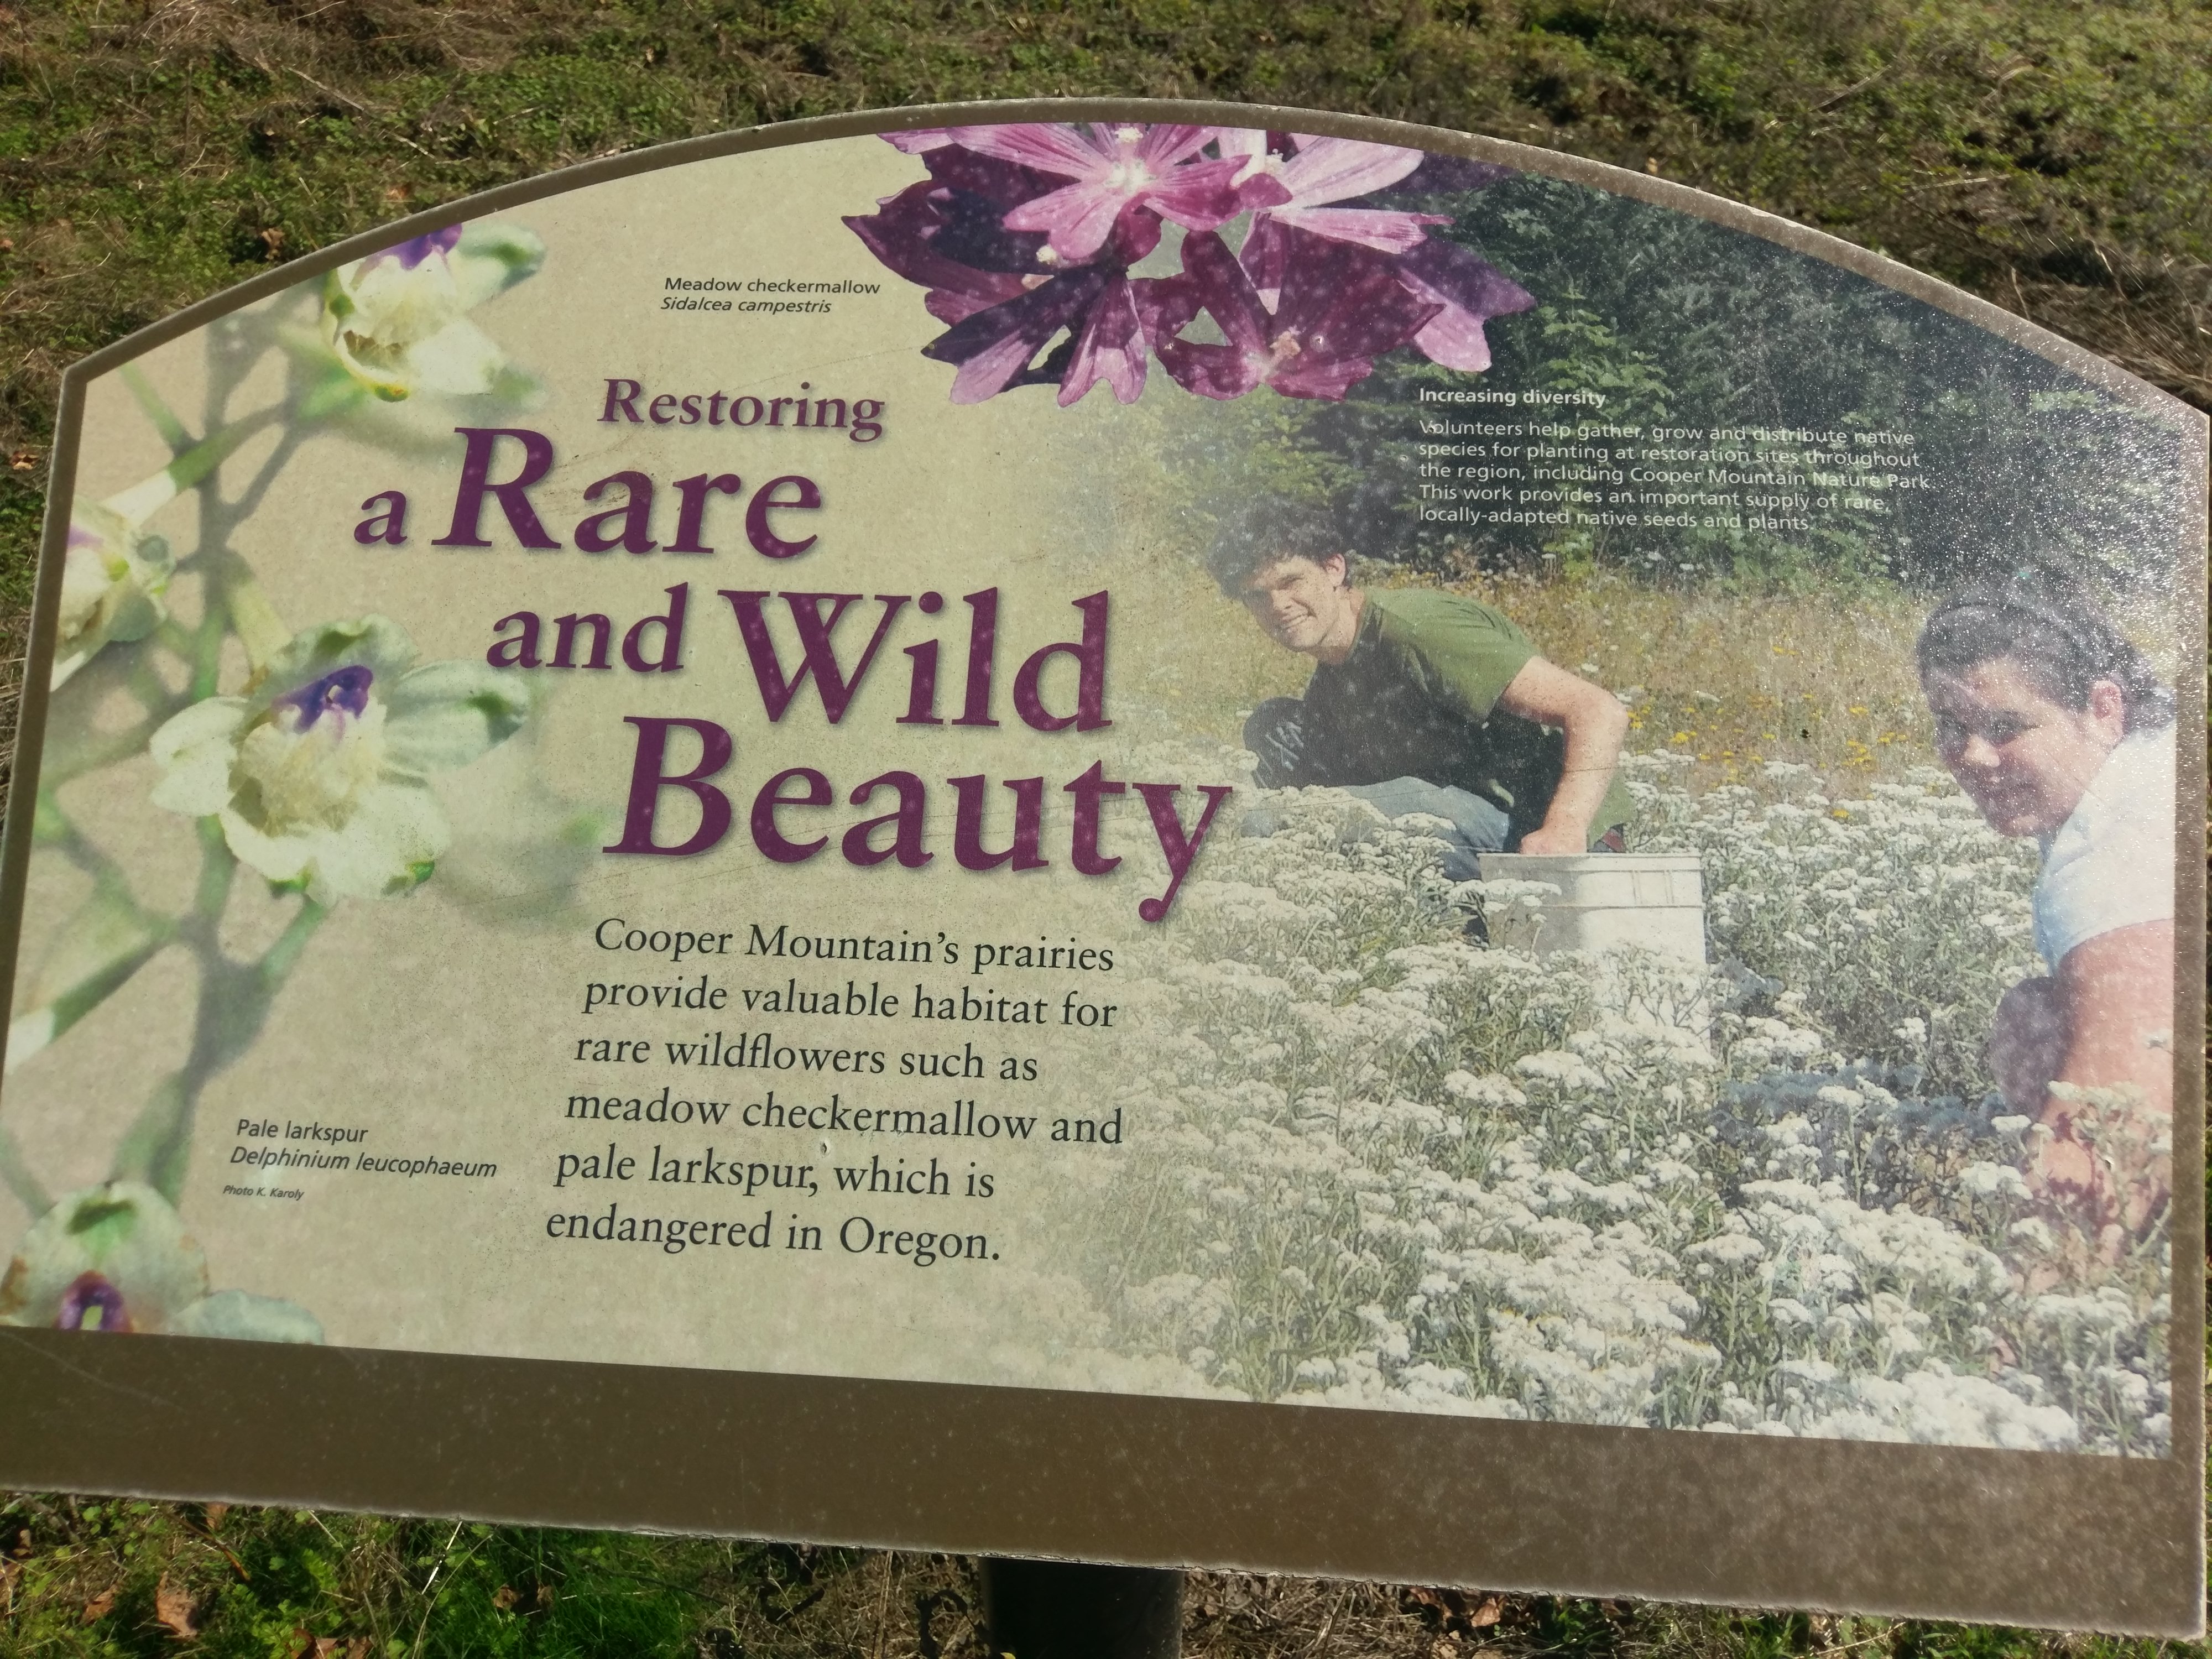 Meadow checkermallow
Sidalcea campestris
Restoring
a Rare
and Wild
Beauty
Cooper Mountain’s prairies
provide valuable habitat for
rare wildflowers such as
meadow checkermallow and
pale larkspur, which is
endangered in Oregon.
Pale larkspur
Delphinium leucophaeum
Photo K. Karoly
Increasing diversity
Volunteers help gather, grow and distribute native
species for planting at restoration sites throughout
the region, including Cooper Mountain Nature Park.
This work provides an important supply of rare,
locally-adapted native seeds and plants.